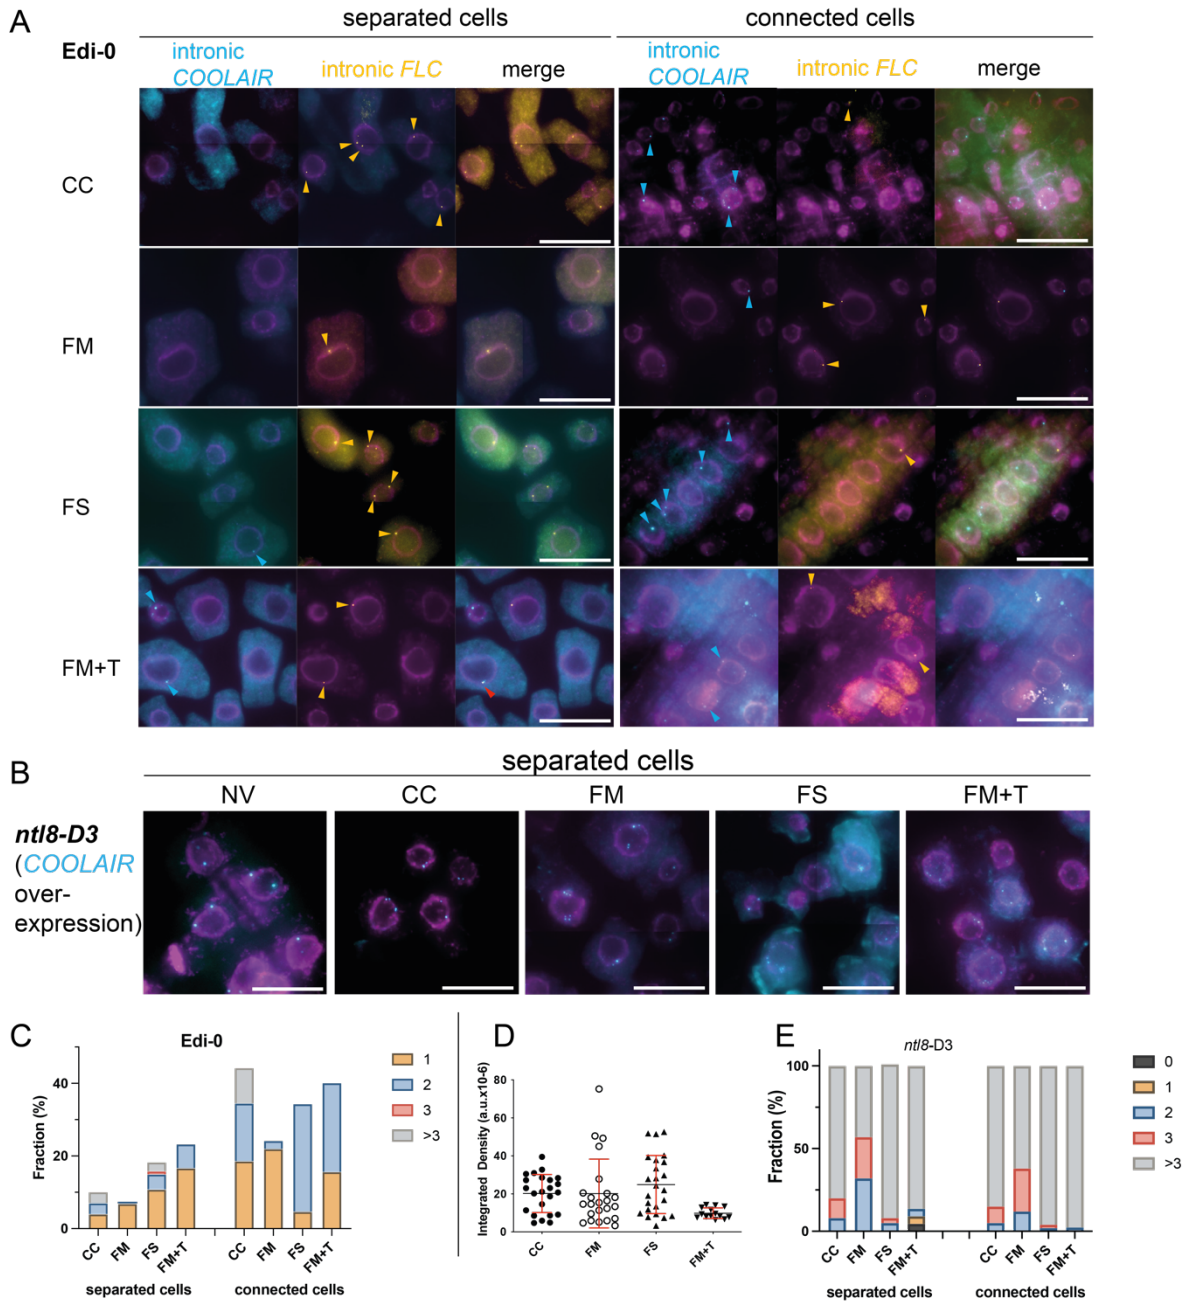 A
separated cells
connected cells
Edi-0
intronic
COOLAIR
intronic FLC
merge
intronic
COOLAIR
intronic FLC
merge
CC
FM
FS
FM+T
B
separated cells
NV
CC
FM
FS
FM+T
ntl8-D3
(COOLAIR
over-
expression)
C
Edi-0
Fraction (%)
40
20
0
CC
FM
FS
FM+T
CC
FM
FS
FM+T
separated cells
connected cells
1
2
3
>3
D
Integrated Density (a.u.x10-6)
80
60
40
20
0
CC
FM
FS
FM+T
E
ntl8-D3
Fraction (%)
100
50
0
CC
FM
FS
FM+T
CC
FM
FS
FM+T
separated cells
connected cells
0
1
2
3
>3